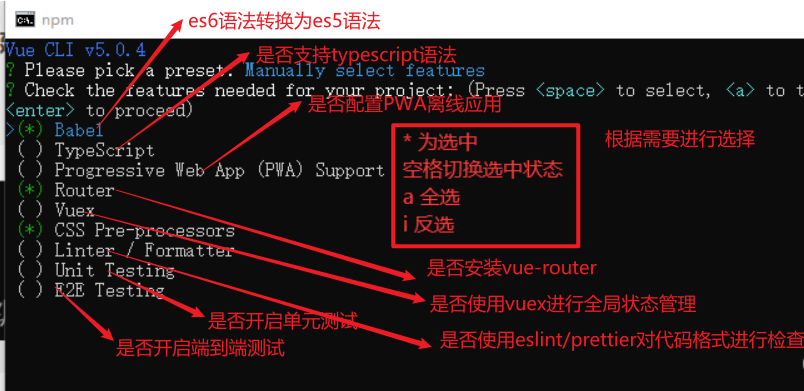 npm
es6语法转换为es5语法
Vue CLI v5.0.4
是否支持typescript语法
? Please pick a preset: Manually select features
? Check the features needed for your project: (Press <space> to select, <a> to t
<enter> to proceed)
是否配置PWA离线应用
>(*) Babel
( ) TypeScript
( ) Progressive Web App (PWA) Support
(*) Router
( ) Vuex
(*) CSS Pre-processors
( ) Linter / Formatter
( ) Unit Testing
( ) E2E Testing
* 为选中
空格切换选中状态
a 全选
i 反选
根据需要进行选择
是否安装vue-router
是否使用vuex进行全局状态管理
是否开启单元测试
是否使用eslint/prettier对代码格式进行检查
是否开启端到端测试